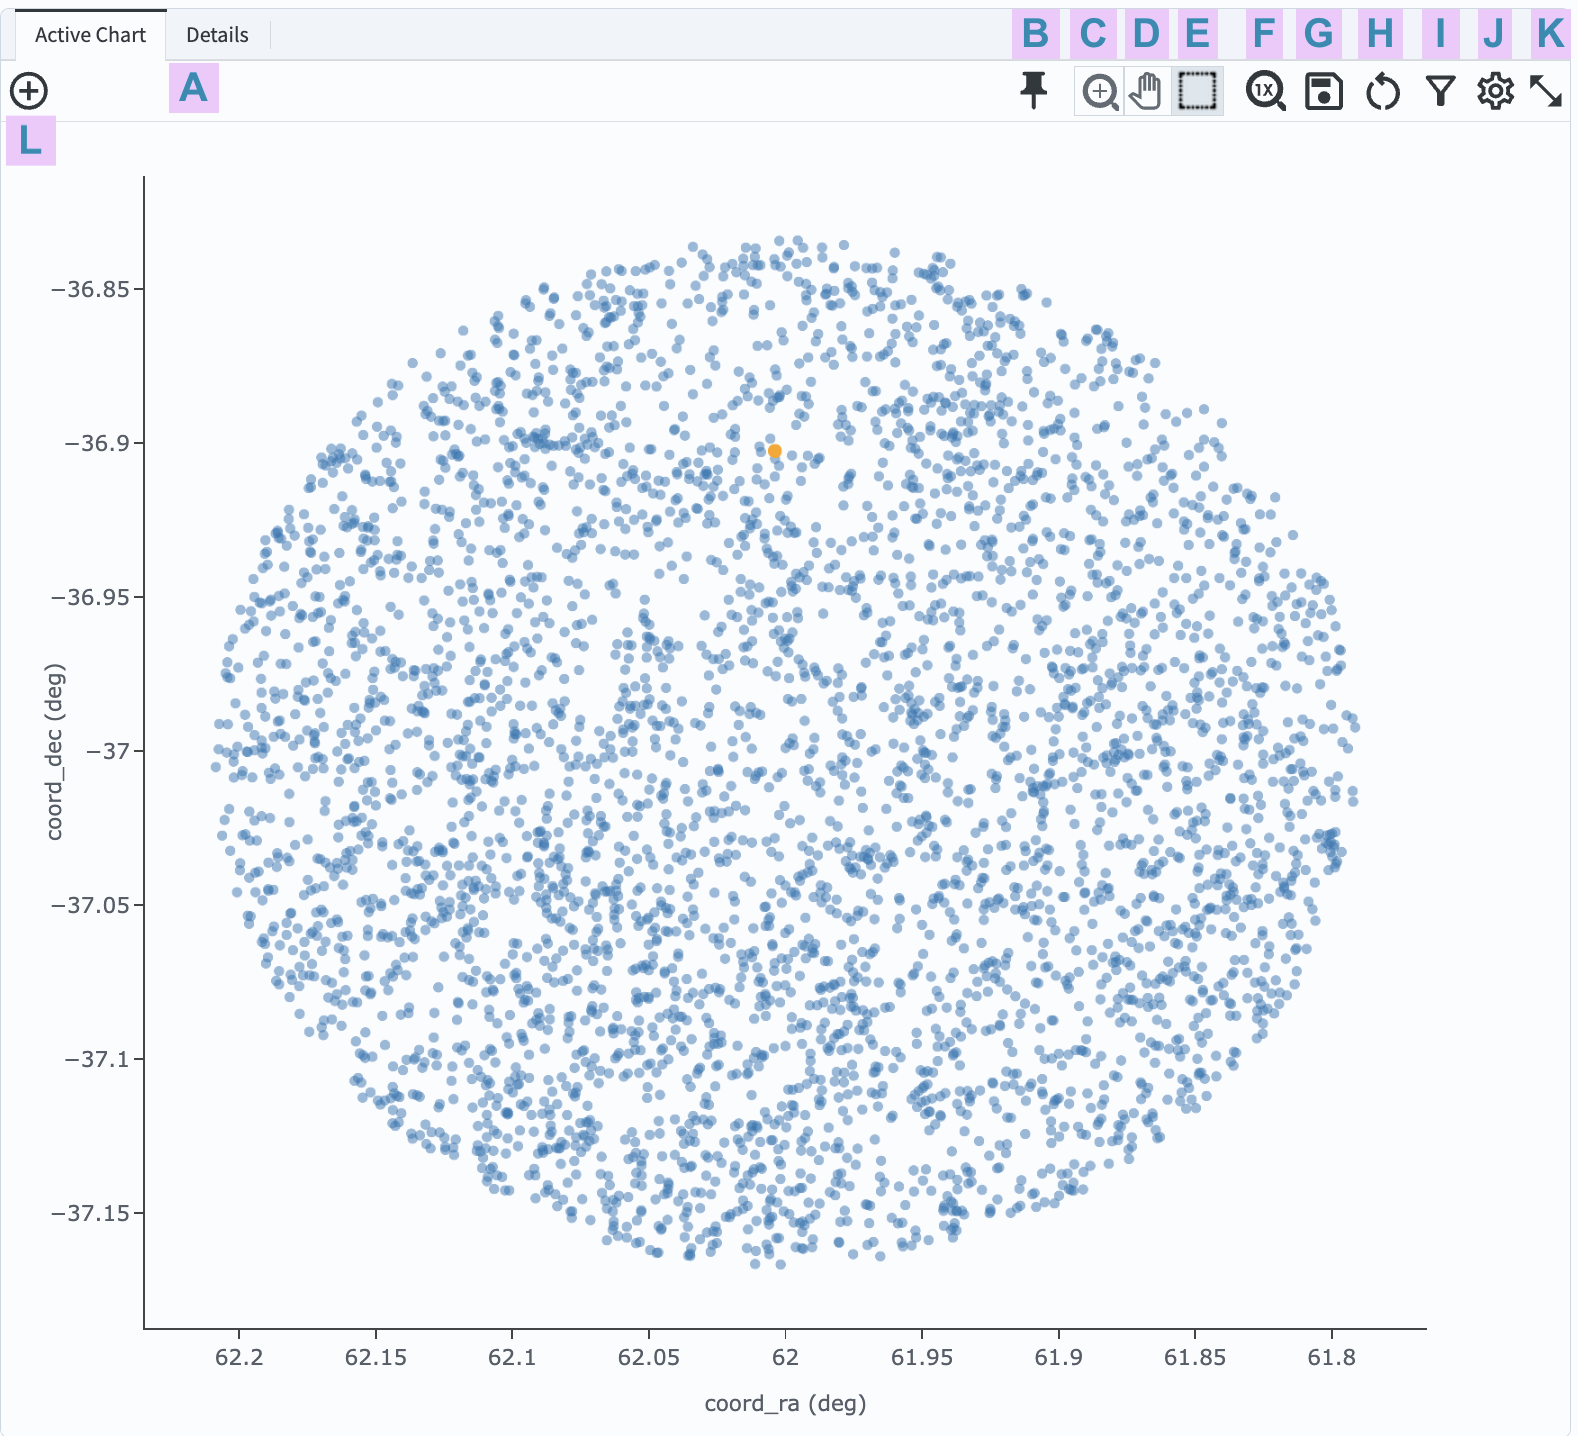 Active Chart Details B C D E F G H I J K
A
1X
L
−36.85
−36.9
−36.95
−37
−37.05
−37.1
−37.15
coord_dec (deg)
62.2 62.15 62.1 62.05 62 61.95 61.9 61.85 61.8
coord_ra (deg)